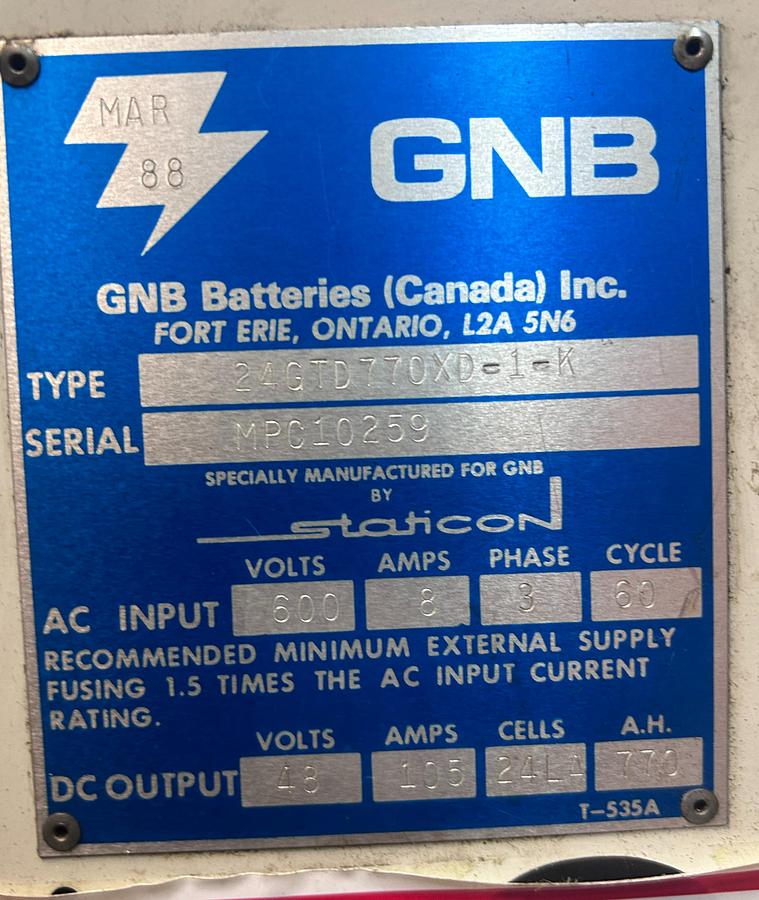 MAR
88
GNB
GNB Batteries (Canada) Inc.
FORT ERIE, ONTARIO, L2A 5N6
TYPE 24GTD770XD-1-K
SERIAL MPC10259
SPECIALLY MANUFACTURED FOR GNB
BY
staticon
VOLTS AMPS PHASE CYCLE
AC INPUT 600 8 3 60
RECOMMENDED MINIMUM EXTERNAL SUPPLY
FUSING 1.5 TIMES THE AC INPUT CURRENT
RATING.
VOLTS AMPS CELLS A.H.
DC OUTPUT 48 105 24LA 770
T-535A